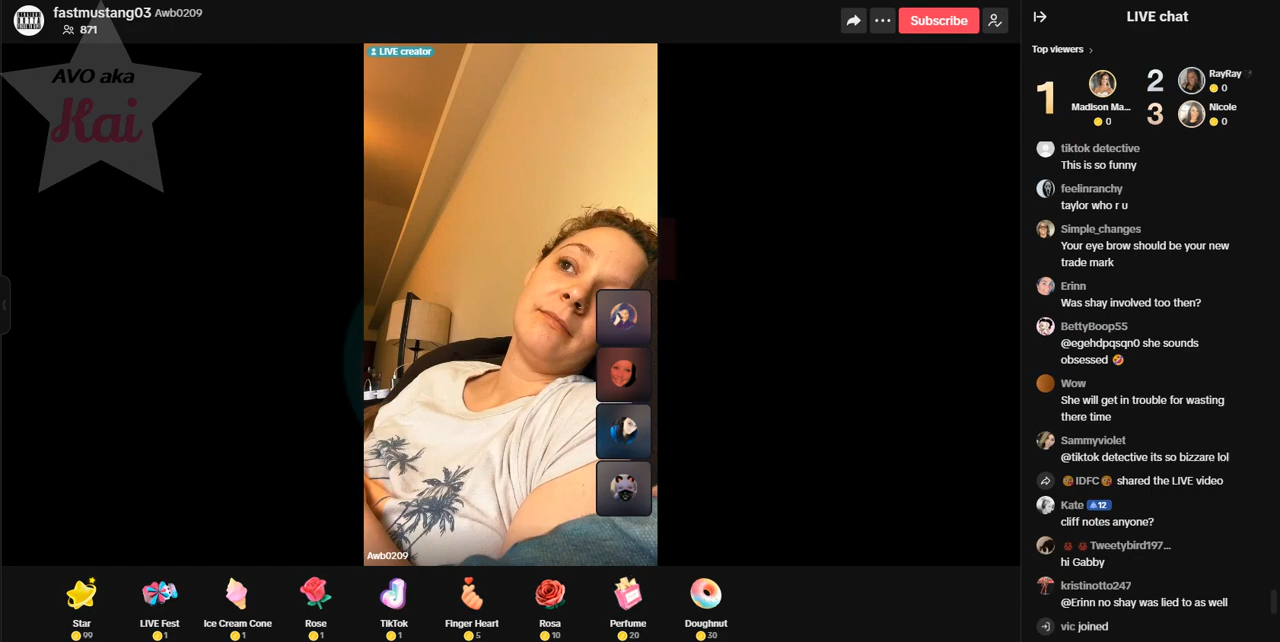 fastmustang03 Awb0209
871
Subscribe
AVO aka
Kai
LIVE creator
Awb0209
Star
99
LIVE Fest
1
Ice Cream Cone
1
Rose
1
TikTok
1
Finger Heart
5
Rosa
10
Perfume
20
Doughnut
30
LIVE chat
Top viewers
1
Madison Ma...
0
2
RayRay
0
3
Nicole
0
tiktok detective
This is so funny
feelinranchy
taylor who r u
Simple_changes
Your eye brow should be your new
trade mark
Erinn
Was shay involved too then?
BettyBoop55
@egehdpqsqn0 she sounds
obsessed 🤣
Wow
She will get in trouble for wasting
there time
Sammyviolet
@tiktok detective its so bizzare lol
IDFC shared the LIVE video
Kate 12
cliff notes anyone?
Tweetybird197...
hi Gabby
kristinotto247
@Erinn no shay was lied to as well
vic joined